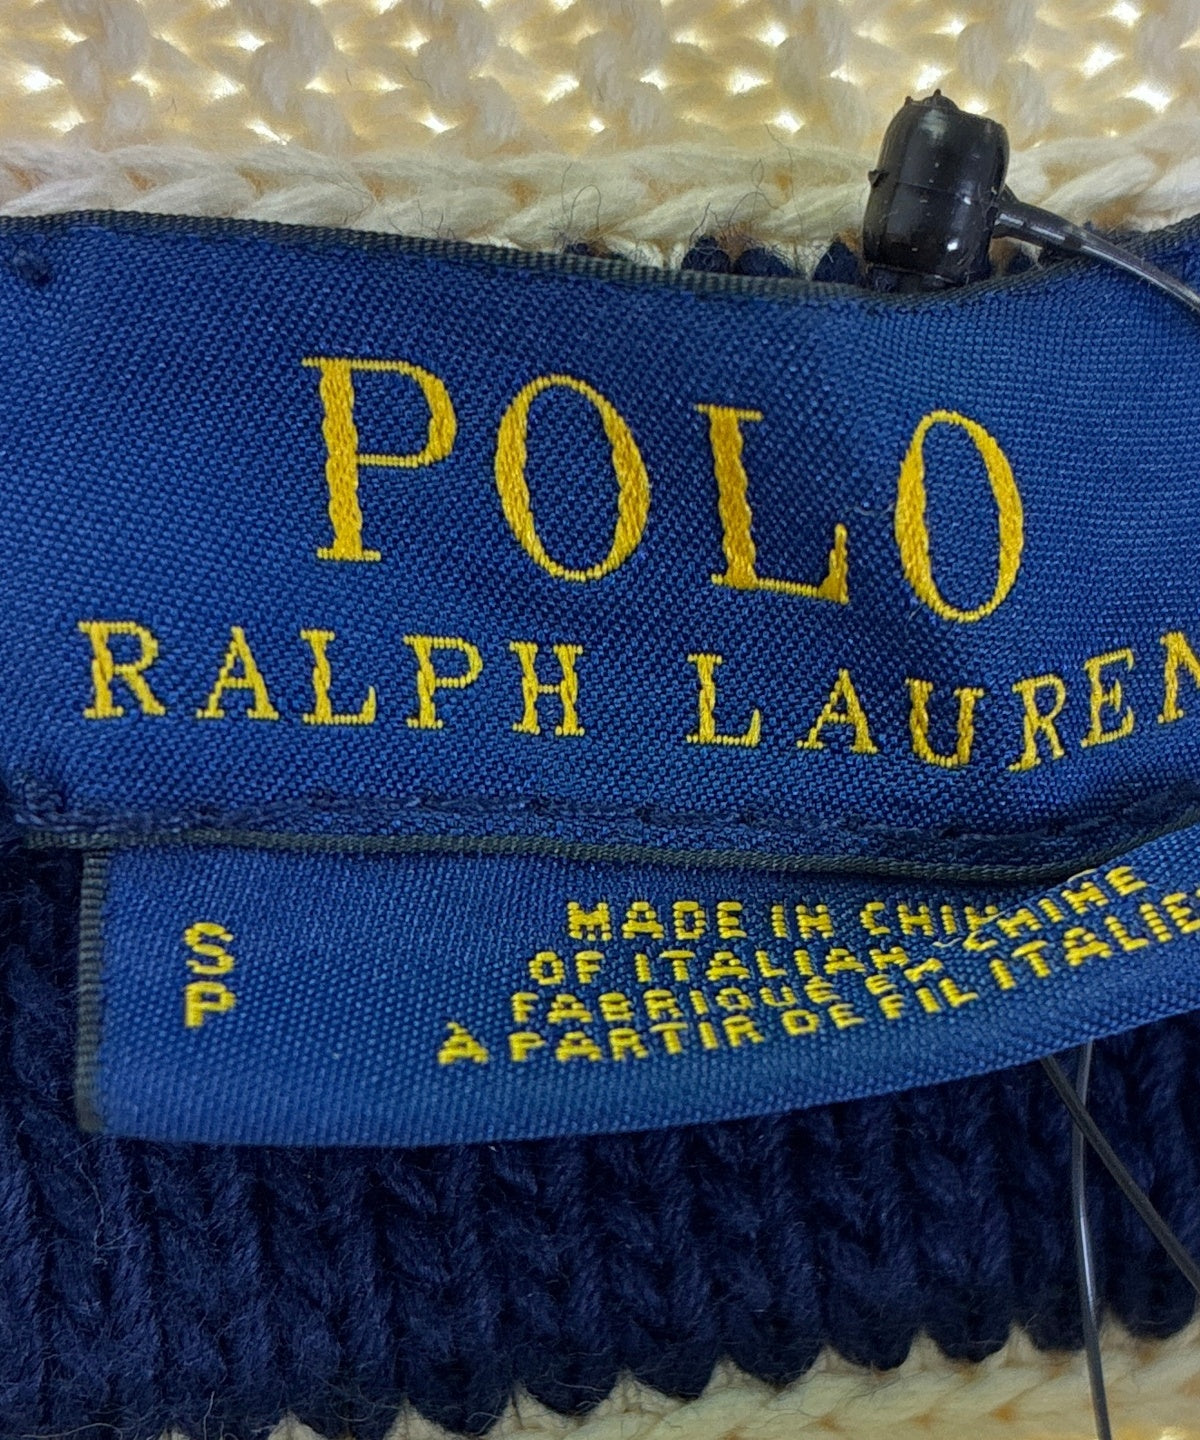 POLO
RALPH LAUREN
S
P
MADE IN CHINA
OF ITALIAN
FABRIQUÉ EN CHINE
À PARTIR DE FIL ITALIEN